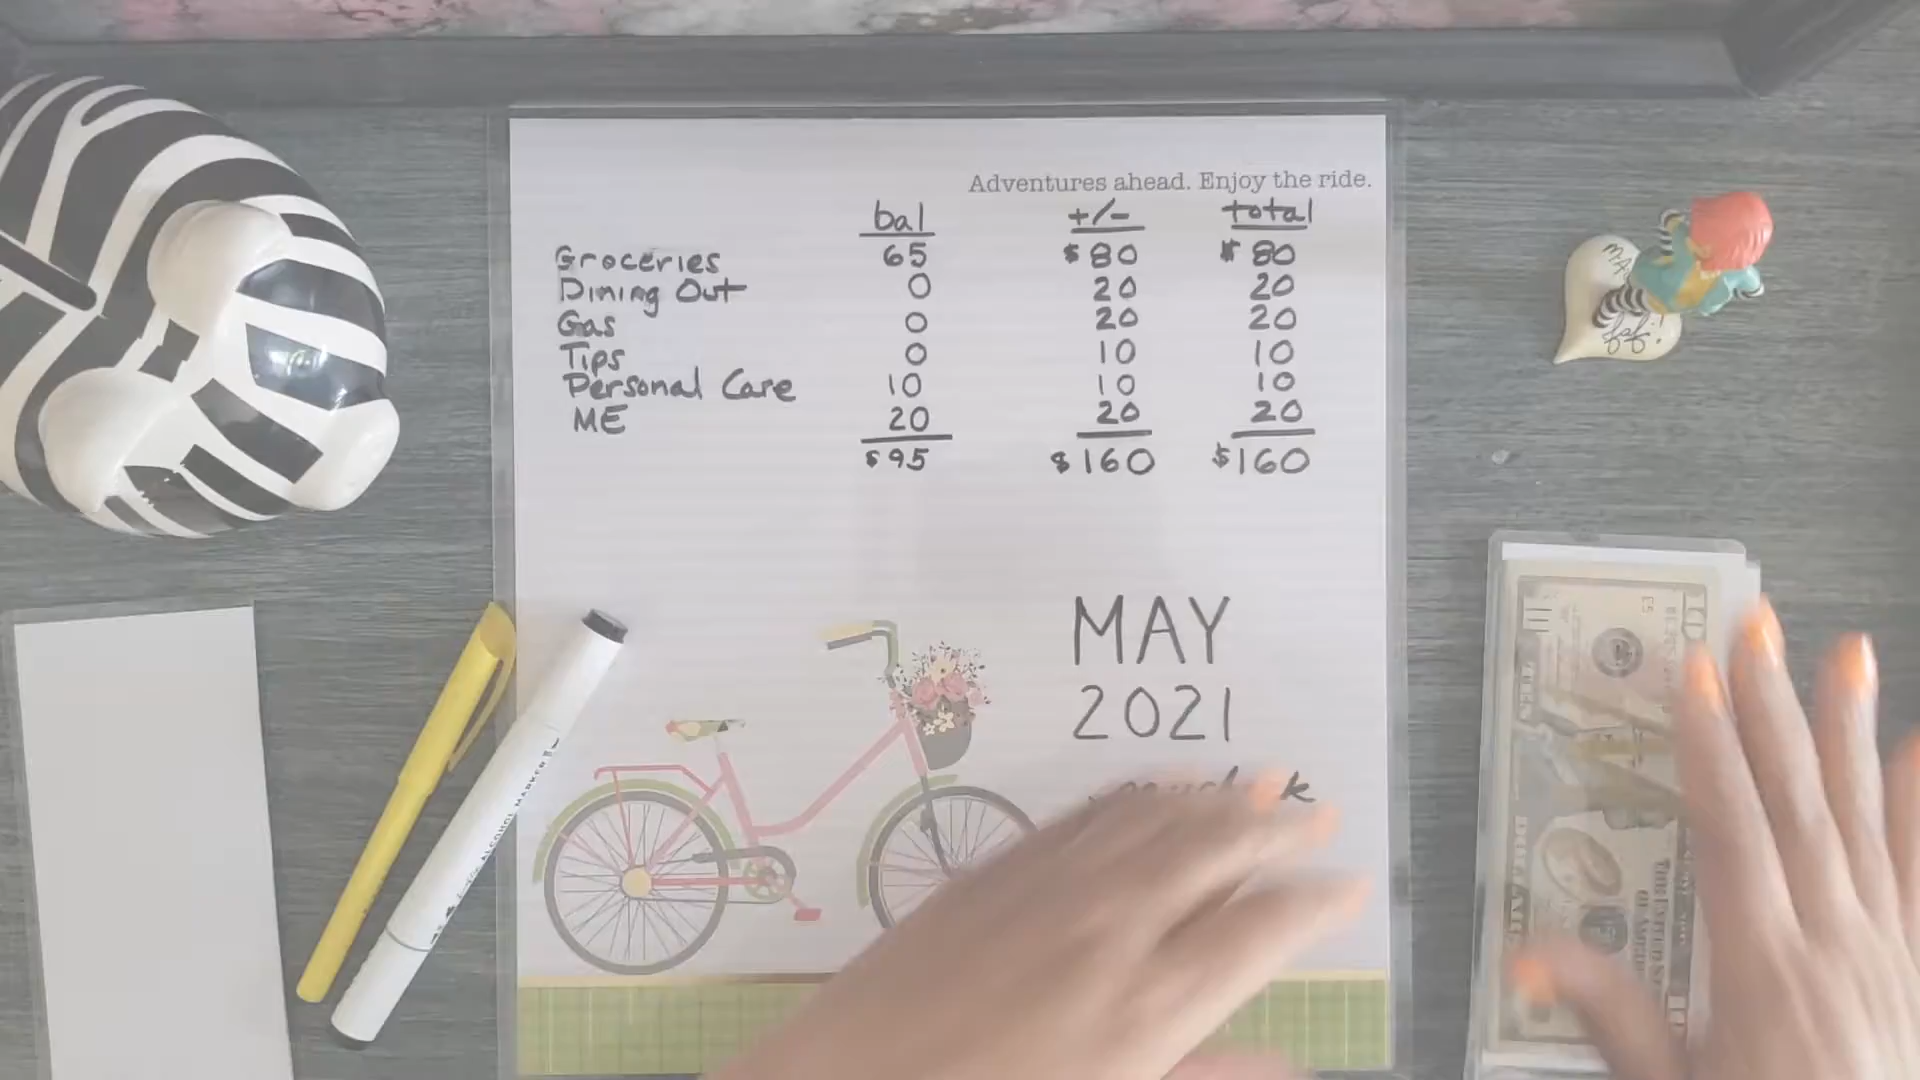 Adventures ahead. Enjoy the ride.
bal +/- total
Groceries 65 $80 $80
Dining Out 0 20 20
Gas 0 20 20
Tips 0 10 10
Personal Care 10 10 10
ME 20 20 20
$95 $160 $160
MAY
2021
ALCOHOL MARKER